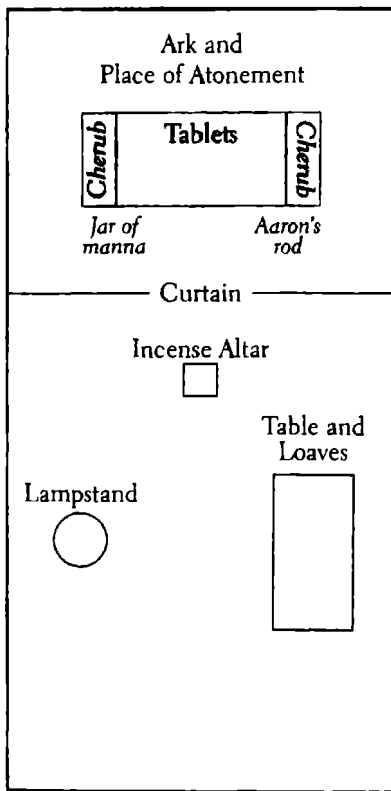 Ark and
Place of Atonement
Cherub
Tablets
Cherub
Jar of
manna
Aaron's
rod
Curtain
Incense Altar
Table and
Loaves
Lampstand